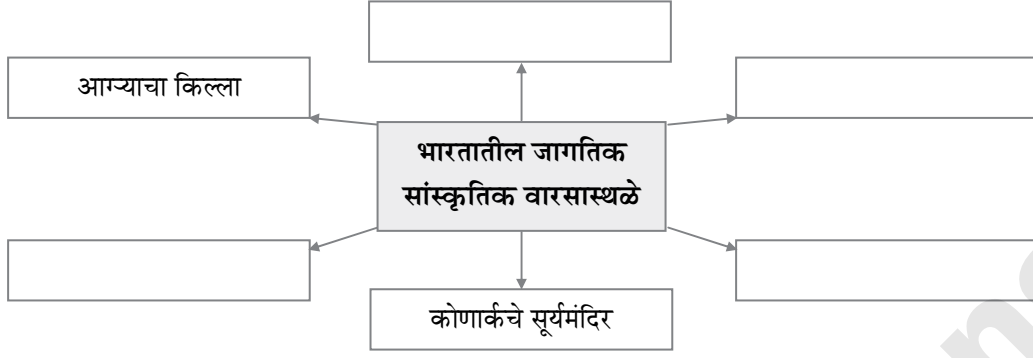 आग्ऱ्याचा किल्ला
भारतातील जागतिक
सांस्कृतिक वारसास्थळे
कोणार्कचे सूर्यमंदिर